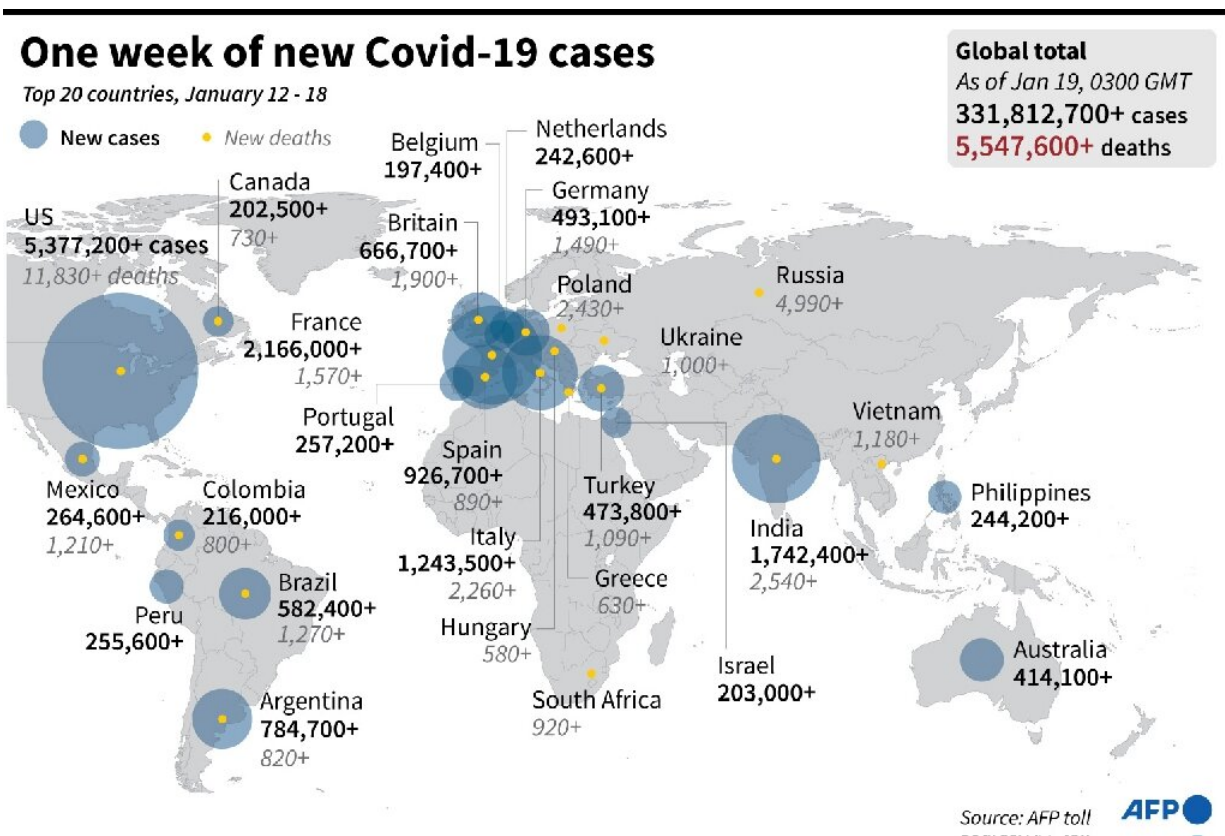 One week of new Covid-19 cases
Top 20 countries, January 12 - 18
New cases
New deaths
Global total
As of Jan 19, 0300 GMT
331,812,700+ cases
5,547,600+ deaths
US
5,377,200+ cases
11,830+ deaths
Canada
202,500+
730+
Belgium
197,400+
Netherlands
242,600+
Britain
666,700+
1,900+
Germany
493,100+
1,490+
Poland
2,430+
Russia
4,990+
Ukraine
1,000+
France
2,166,000+
1,570+
Portugal
257,200+
Spain
926,700+
890+
Italy
1,243,500+
2,260+
Hungary
580+
Turkey
473,800+
1,090+
Greece
630+
Israel
203,000+
South Africa
920+
India
1,742,400+
2,540+
Vietnam
1,180+
Philippines
244,200+
Australia
414,100+
Mexico
264,600+
1,210+
Colombia
216,000+
800+
Peru
255,600+
Brazil
582,400+
1,270+
Argentina
784,700+
820+
Source: AFP toll
AFP